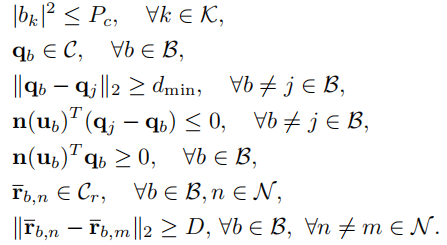 |b_k|^2 ≤ P_c, ∀k ∈ 𝒦,
𝐪_b ∈ 𝒞, ∀b ∈ ℬ,
‖𝐪_b − 𝐪_j‖_2 ≥ d_min, ∀b ≠ j ∈ ℬ,
𝐧(𝐮_b)^T(𝐪_j − 𝐪_b) ≤ 0, ∀b ≠ j ∈ ℬ,
𝐧(𝐮_b)^T 𝐪_b ≥ 0, ∀b ∈ ℬ,
𝐫̅_{b,n} ∈ 𝒞_r, ∀b ∈ ℬ, n ∈ 𝒩,
‖𝐫̅_{b,n} − 𝐫̅_{b,m}‖_2 ≥ D, ∀b ∈ ℬ, ∀n ≠ m ∈ 𝒩.